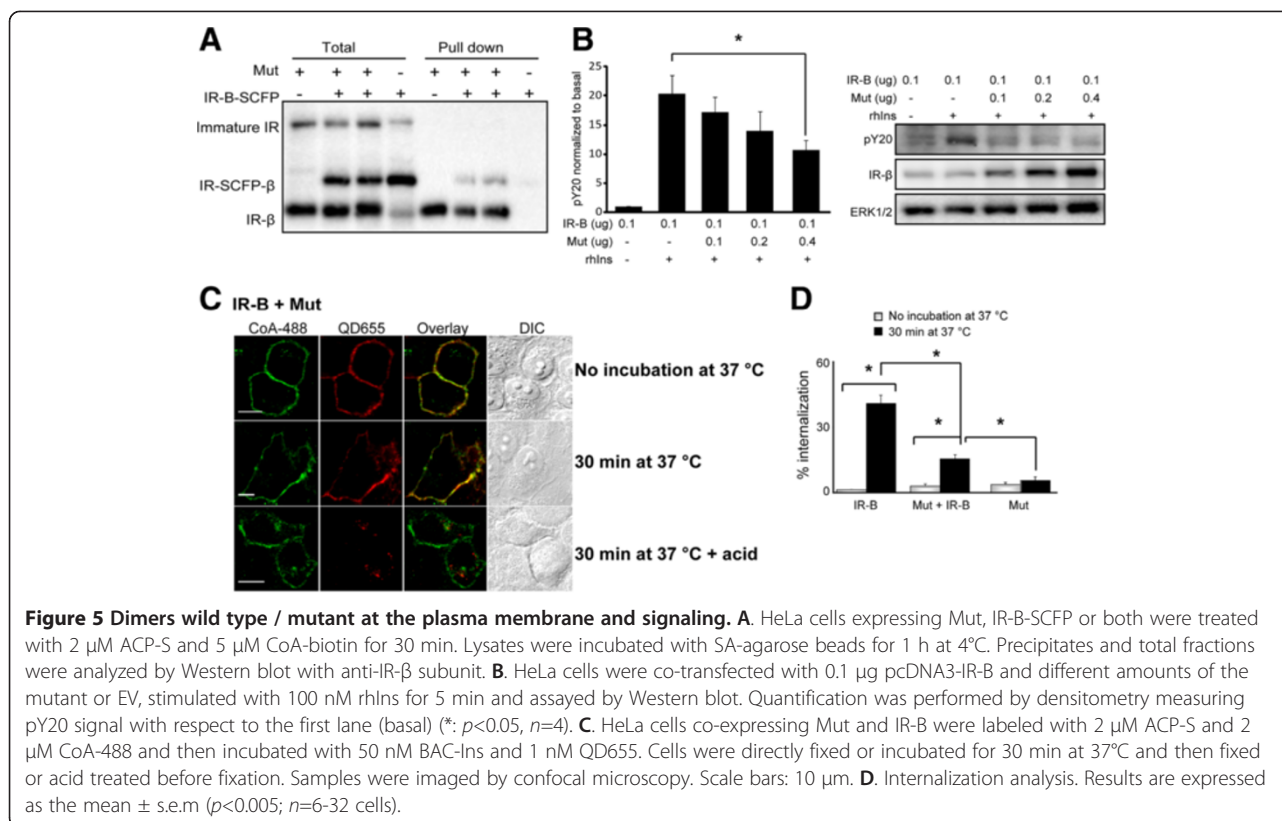 A
Total Pull down
Mut + + + - + + + -
IR-B-SCFP - + + + - + + +
Immature IR
IR-SCFP-β
IR-β
B
*
pY20 normalized to basal
25
20
15
10
5
0
IR-B (ug) 0.1 0.1 0.1 0.1 0.1
Mut (ug) - - 0.1 0.2 0.4
rhIns - + + + +
IR-B (ug) 0.1 0.1 0.1 0.1 0.1
Mut (ug) - - 0.1 0.2 0.4
rhIns - + + + +
pY20
IR-β
ERK1/2
C IR-B + Mut
CoA-488 QD655 Overlay DIC
No incubation at 37 °C
30 min at 37 °C
30 min at 37 °C + acid
D
No incubation at 37 °C
30 min at 37 °C
% internalization
60
30
0
* * * *
IR-B Mut + IR-B Mut
Figure 5 Dimers wild type / mutant at the plasma membrane and signaling. A. HeLa cells expressing Mut, IR-B-SCFP or both were treated
with 2 μM ACP-S and 5 μM CoA-biotin for 30 min. Lysates were incubated with SA-agarose beads for 1 h at 4°C. Precipitates and total fractions
were analyzed by Western blot with anti-IR-β subunit. B. HeLa cells were co-transfected with 0.1 μg pcDNA3-IR-B and different amounts of the
mutant or EV, stimulated with 100 nM rhIns for 5 min and assayed by Western blot. Quantification was performed by densitometry measuring
pY20 signal with respect to the first lane (basal) (*: p<0.05, n=4). C. HeLa cells co-expressing Mut and IR-B were labeled with 2 μM ACP-S and 2
μM CoA-488 and then incubated with 50 nM BAC-Ins and 1 nM QD655. Cells were directly fixed or incubated for 30 min at 37°C and then fixed
or acid treated before fixation. Samples were imaged by confocal microscopy. Scale bars: 10 μm. D. Internalization analysis. Results are expressed
as the mean ± s.e.m (p<0.005; n=6-32 cells).